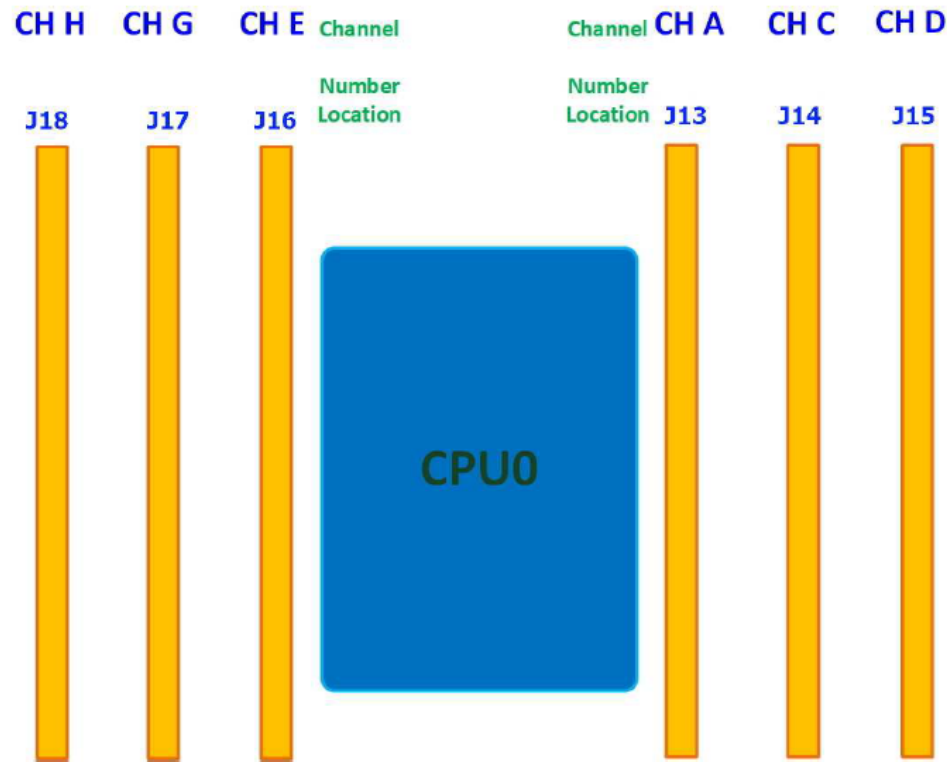 CH H CH G CH E Channel Channel CH A CH C CH D
Number Number
J18 J17 J16 Location Location J13 J14 J15
CPU0